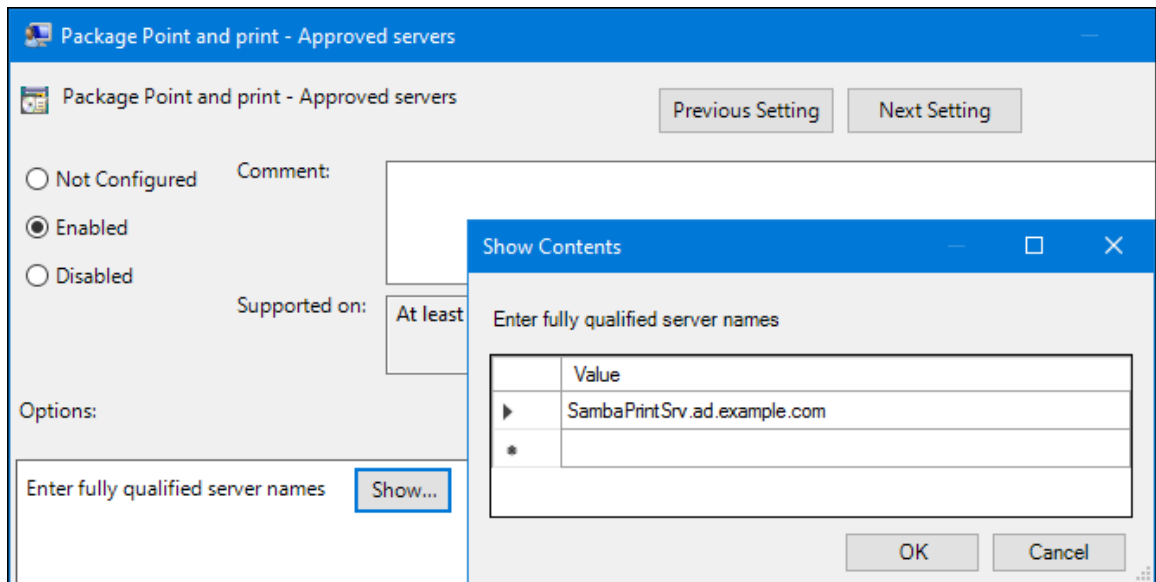 Package Point and print - Approved servers
Package Point and print - Approved servers
Previous Setting
Next Setting
Not Configured
Comment:
Enabled
Disabled
Supported on:
At least
Show Contents
Enter fully qualified server names
Value
SambaPrintSrv.ad.example.com
OK
Cancel
Options:
Enter fully qualified server names
Show...